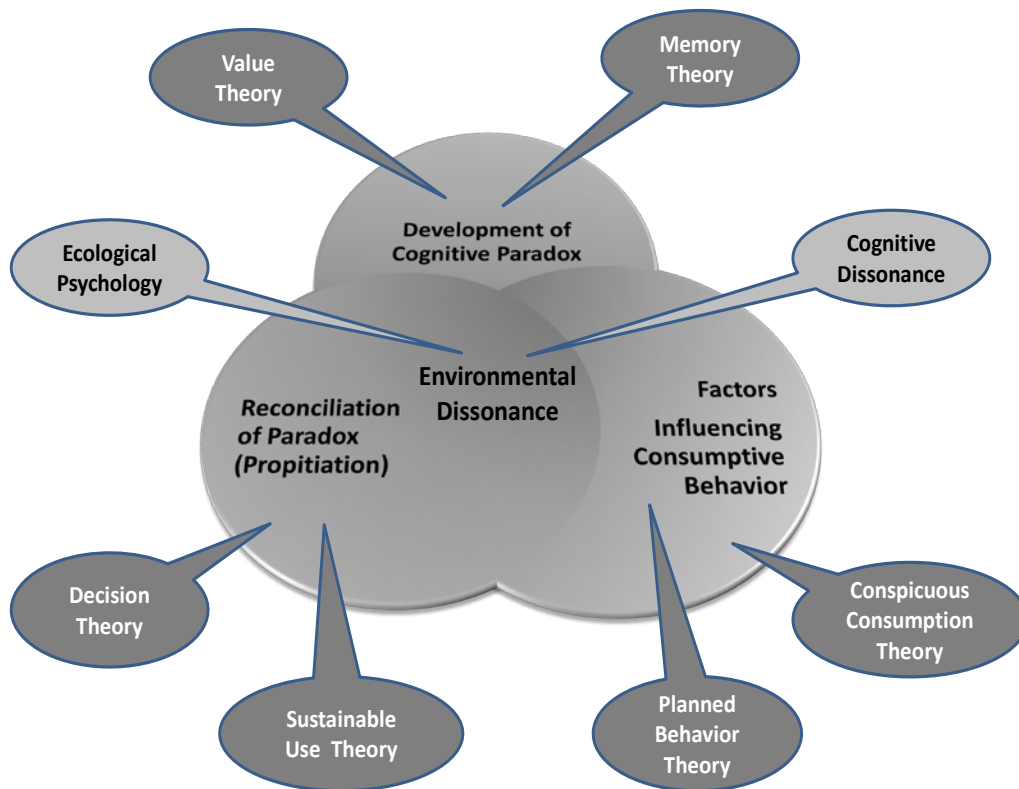 Value
Theory
Memory
Theory
Development of
Cognitive Paradox
Ecological
Psychology
Cognitive
Dissonance
Environmental
Dissonance
Reconciliation
of Paradox
(Propitiation)
Factors
Influencing
Consumptive
Behavior
Decision
Theory
Conspicuous
Consumption
Theory
Sustainable
Use Theory
Planned
Behavior
Theory